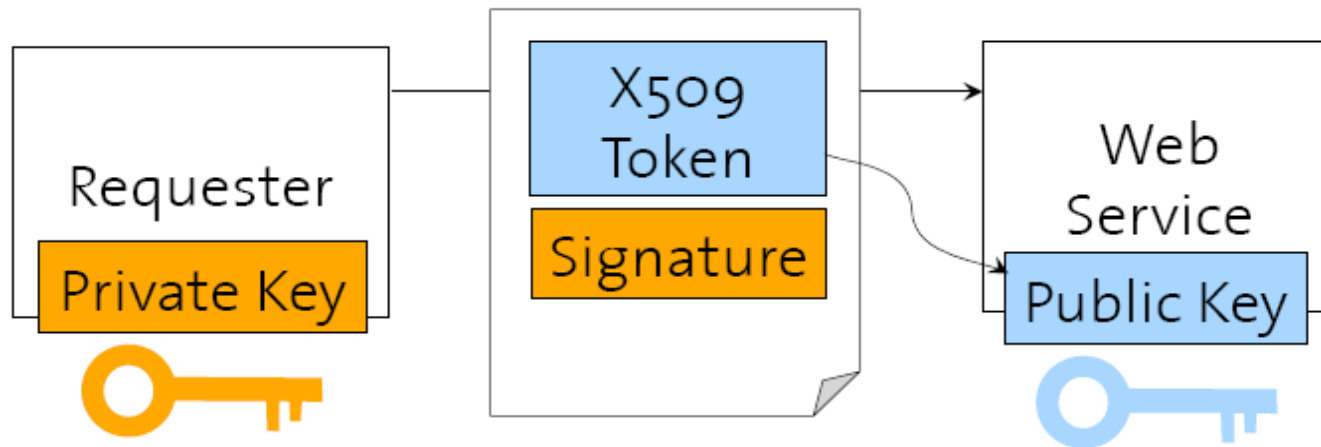 Requester
Private Key
X509
Token
Signature
Web
Service
Public Key